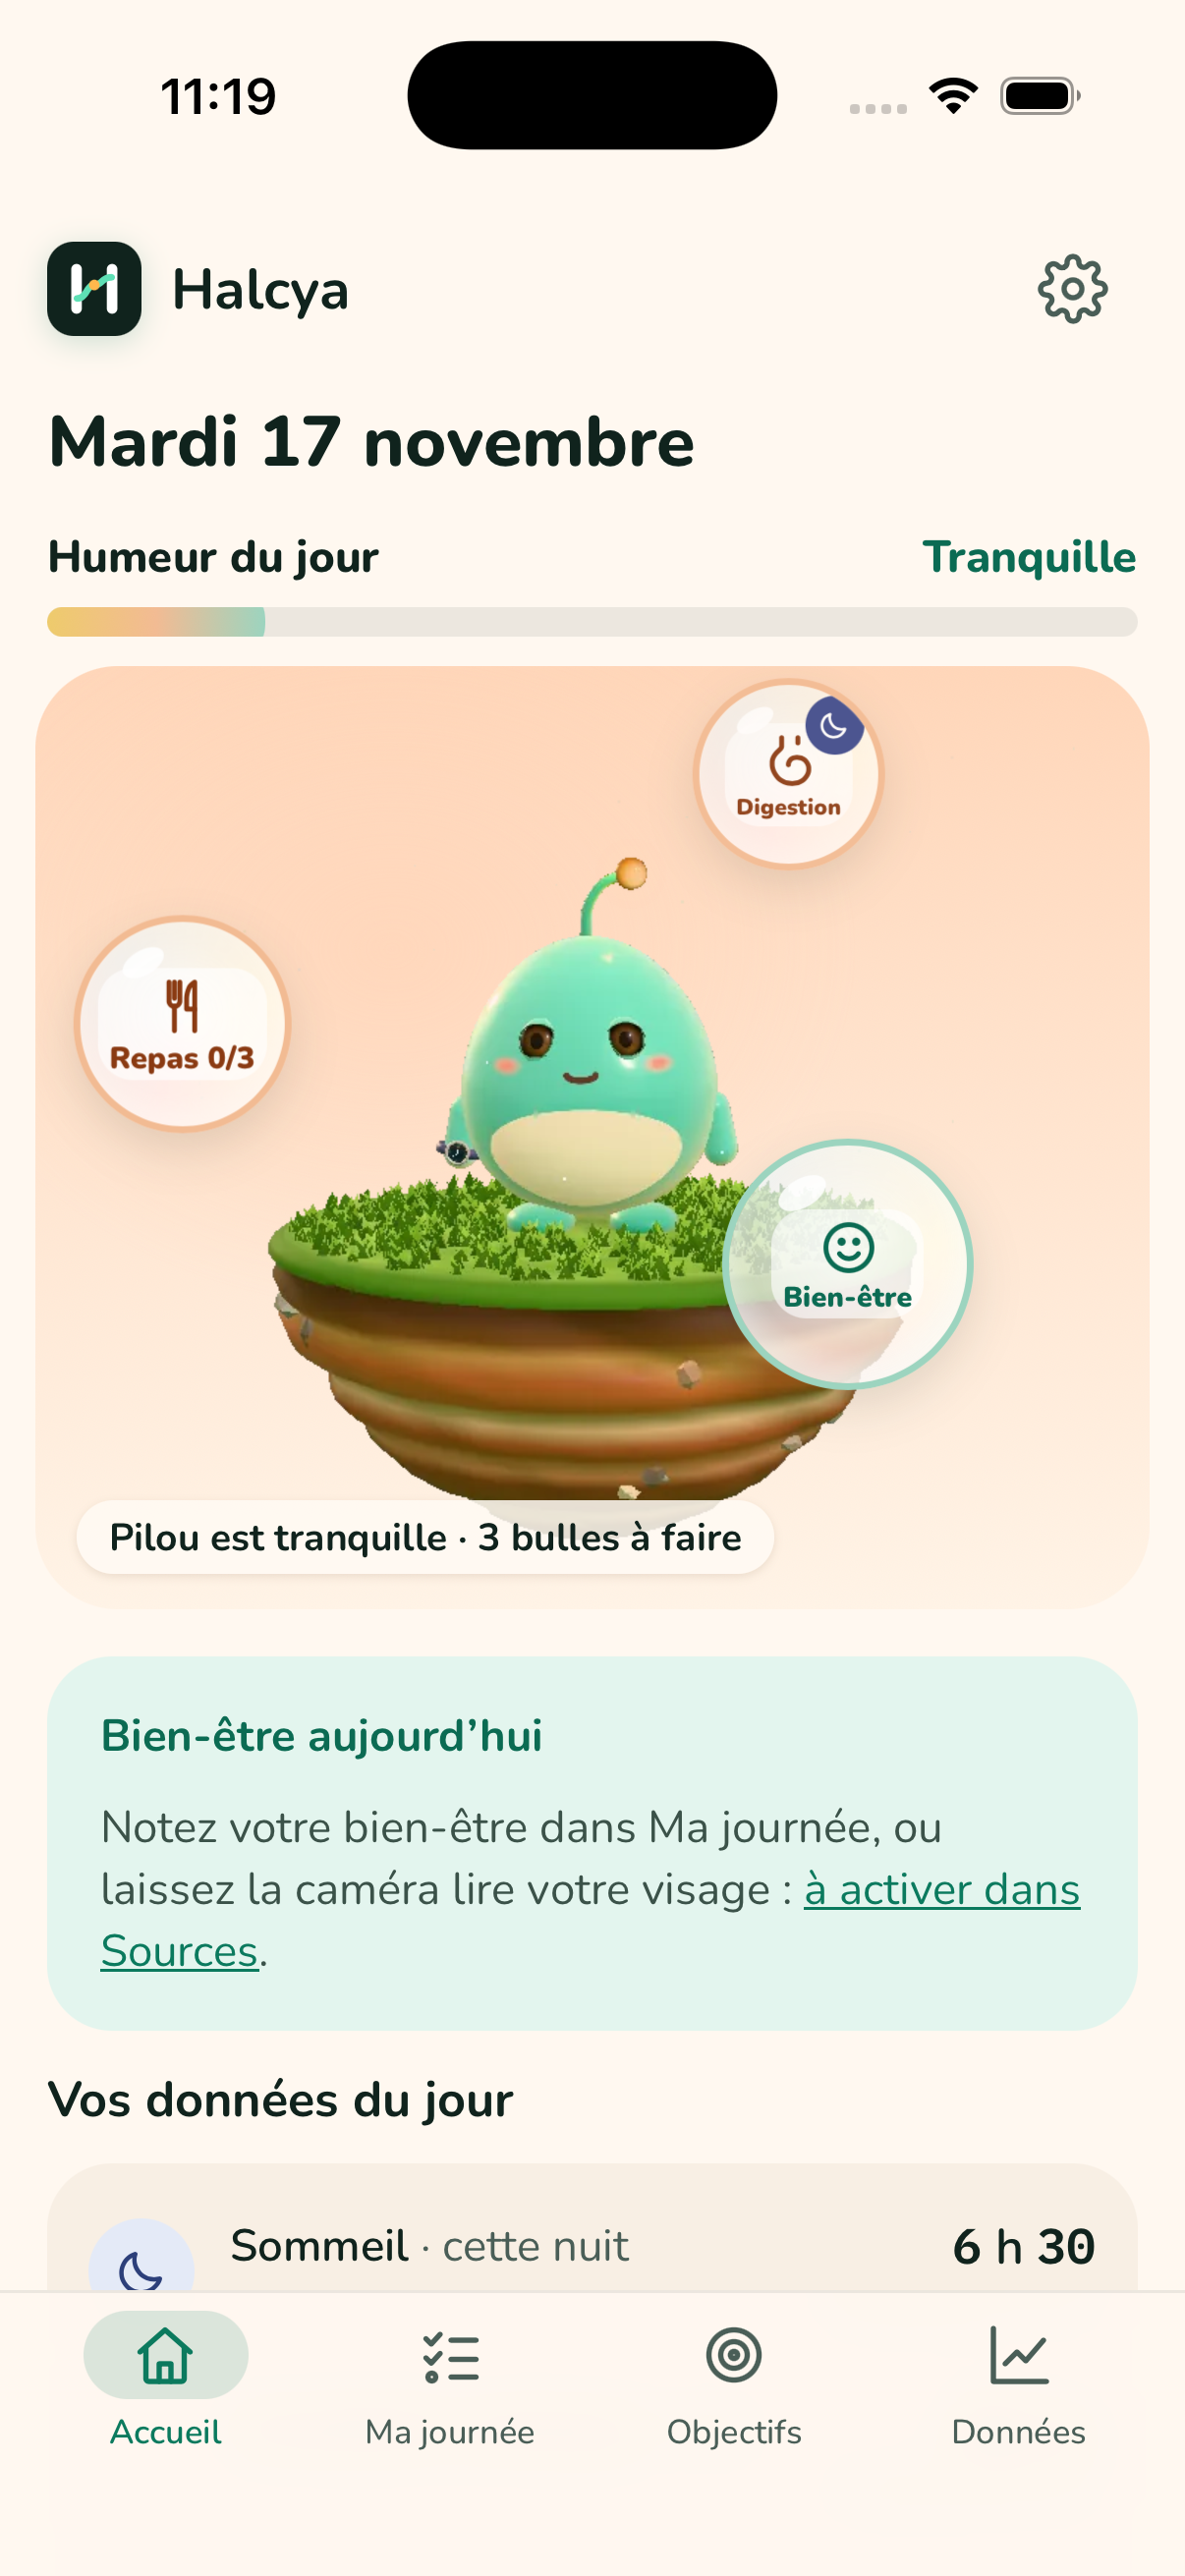 11:19
Halcya
Mardi 17 novembre
Humeur du jour
Tranquille
Digestion
Repas 0/3
Bien-être
Pilou est tranquille · 3 bulles à faire
Bien-être aujourd’hui
Notez votre bien-être dans Ma journée, ou
laissez la caméra lire votre visage : à activer dans
Sources.
Vos données du jour
Sommeil · cette nuit
6 h 30
Accueil
Ma journée
Objectifs
Données